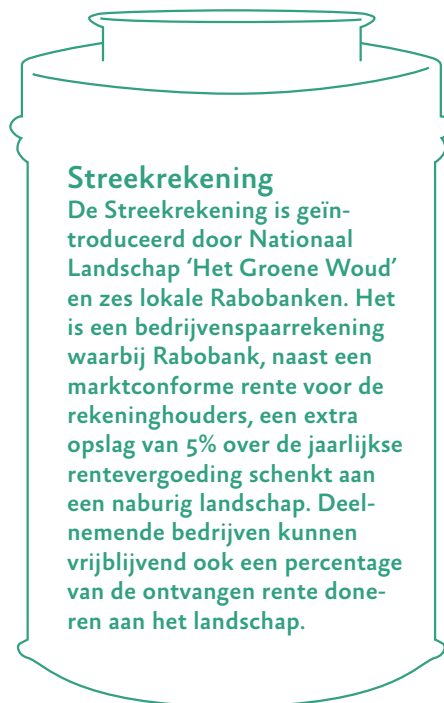 Streekrekening
De Streekrekening is geïn-
troduceerd door Nationaal
Landschap ‘Het Groene Woud’
en zes lokale Rabobanken. Het
is een bedrijvenspaarrekening
waarbij Rabobank, naast een
marktconforme rente voor de
rekeninghouders, een extra
opslag van 5% over de jaarlijkse
rentevergoeding schenkt aan
een naburig landschap. Deel-
nemende bedrijven kunnen
vrijblijvend ook een percentage
van de ontvangen rente done-
ren aan het landschap.